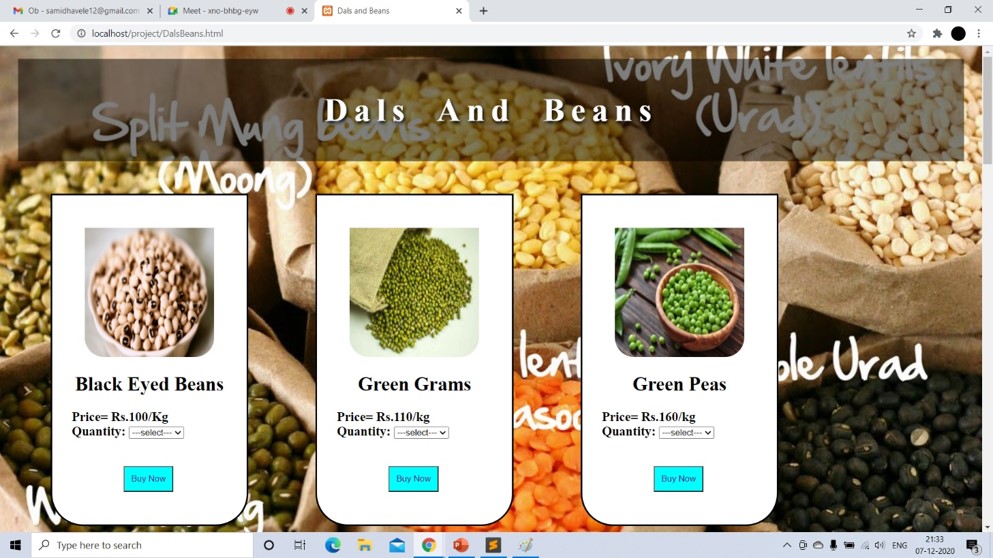 Ob - samidhavele12@gmail.com
Meet - xno-bhbg-eyw
Dals and Beans
localhost/project/DalsBeans.html
Ivory White lentils
(Urad)
Split Mung Beans
(Moong)
Dals And Beans
Black Eyed Beans
Price= Rs.100/Kg
Quantity: ---select---
Buy Now
Green Grams
Price= Rs.110/kg
Quantity: ---select---
Buy Now
Green Peas
Price= Rs.160/kg
Quantity: ---select---
Buy Now
Urad
Type here to search
ENG
21:33
07-12-2020
3